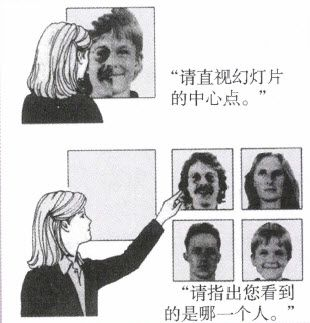 “请直视幻灯片
的中心点。”
“请指出您看到
的是哪一个人。”